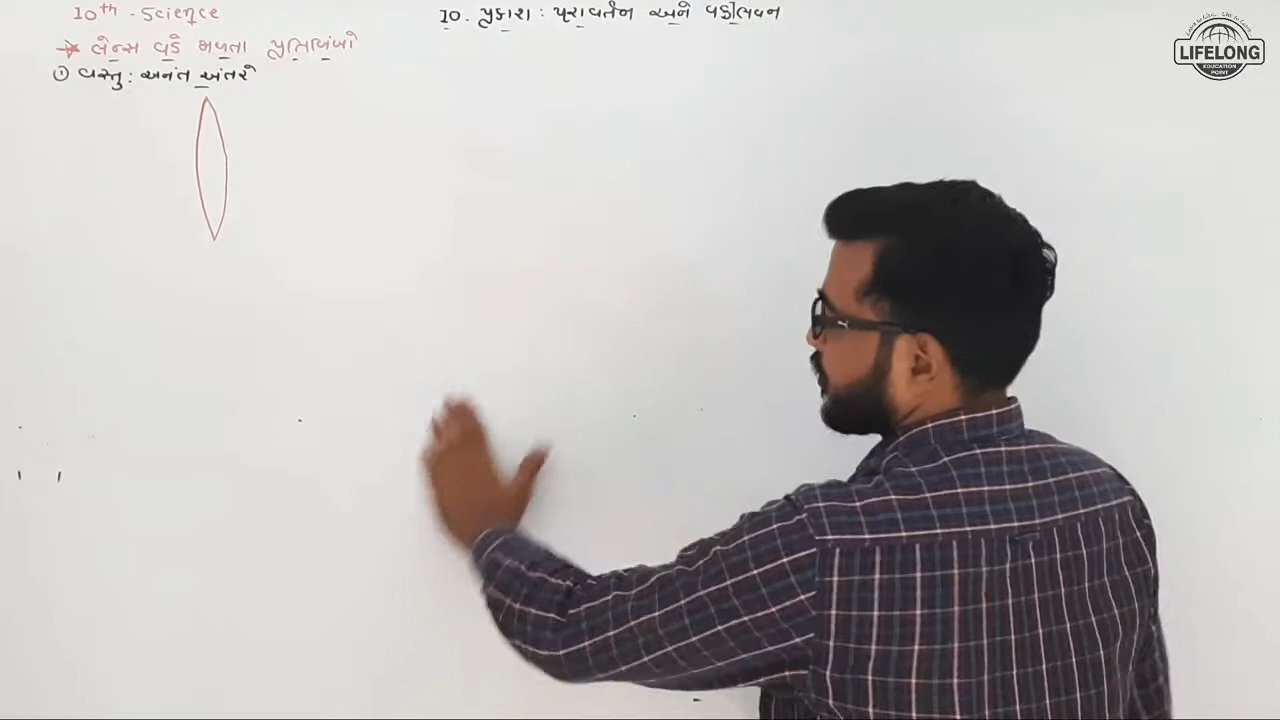 10th - Science
10. પ્રકાશ : પરાવર્તન અને વક્રીભવન
→ લેન્સ વડે મળતા પ્રતિબિંબો
① વસ્તુ : અનંત અંતરે
LIFELONG
EDUCATION
POINT